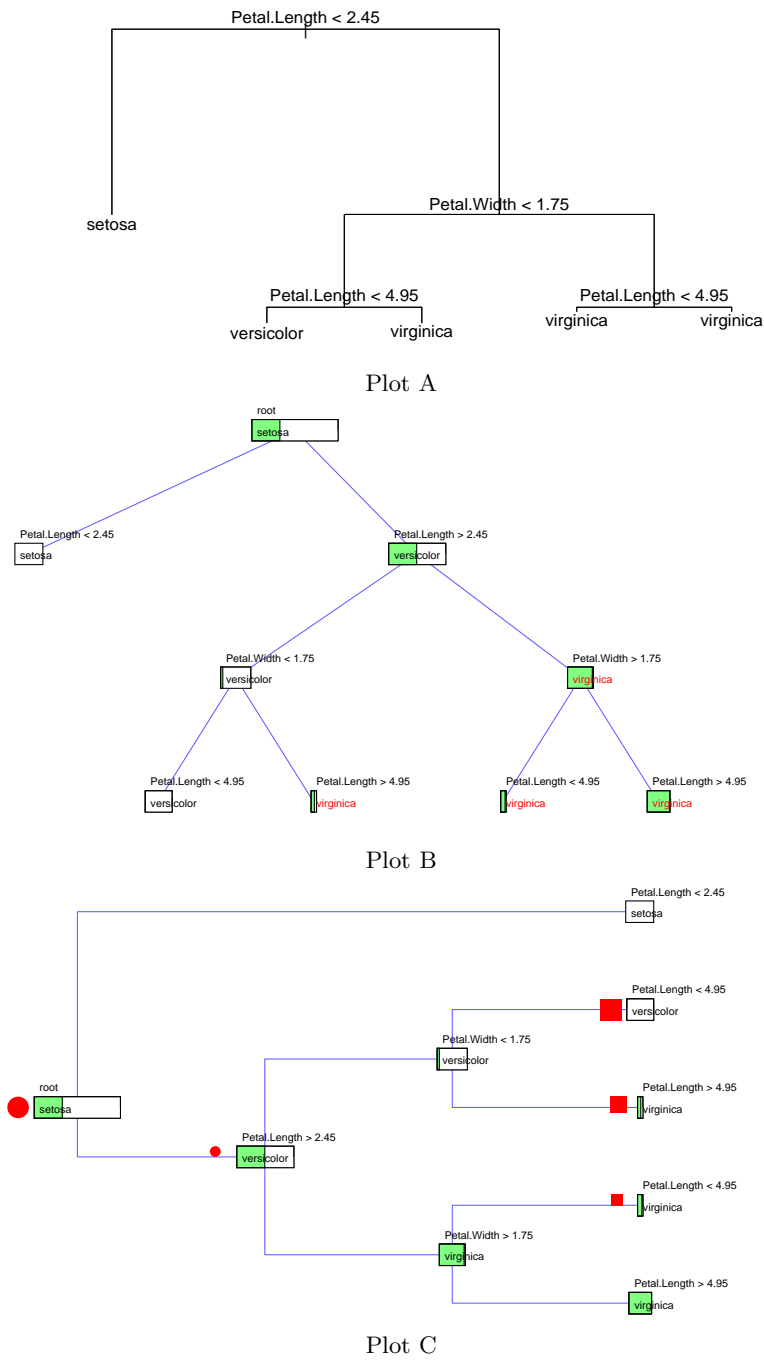 Petal.Length < 2.45
setosa
Petal.Width < 1.75
Petal.Length < 4.95
Petal.Length < 4.95
versicolor
virginica
virginica
virginica
Plot A
root
setosa
Petal.Length < 2.45
setosa
Petal.Length > 2.45
versicolor
Petal.Width < 1.75
versicolor
Petal.Width > 1.75
virginica
Petal.Length < 4.95
versicolor
Petal.Length > 4.95
virginica
Petal.Length < 4.95
virginica
Petal.Length > 4.95
virginica
Plot B
Petal.Length < 2.45
setosa
Petal.Length < 4.95
versicolor
Petal.Width < 1.75
versicolor
root
setosa
Petal.Length > 4.95
virginica
Petal.Length > 2.45
versicolor
Petal.Length < 4.95
virginica
Petal.Width > 1.75
virginica
Petal.Length > 4.95
virginica
Plot C